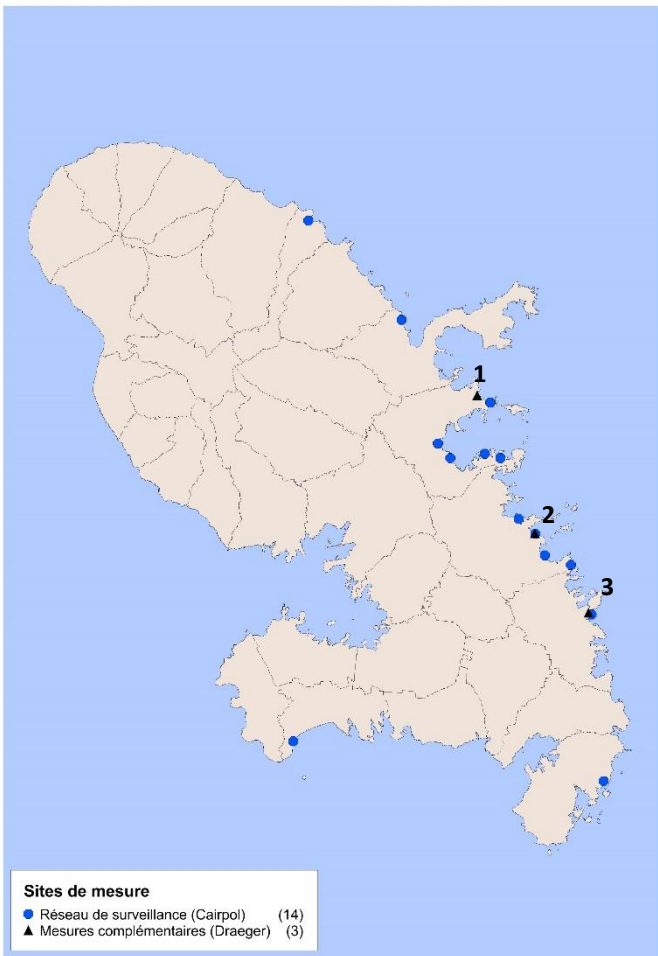 1
2
3
Sites de mesure
Réseau de surveillance (Cairpol) (14)
Mesures complémentaires (Draeger) (3)